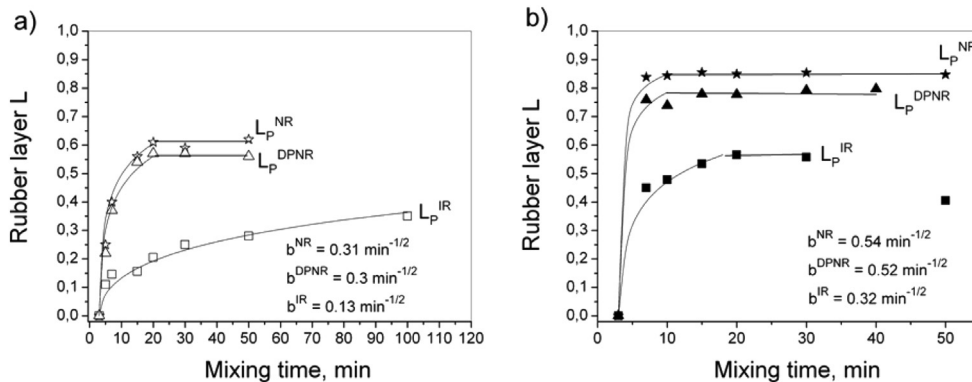 a)
Rubber layer L
1,0
0,9
0,8
0,7
0,6
0,5
0,4
0,3
0,2
0,1
0,0
L_P^NR
L_P^DPNR
L_P^IR
b^NR = 0.31 min^-1/2
b^DPNR = 0.3 min^-1/2
b^IR = 0.13 min^-1/2
0 10 20 30 40 50 60 70 80 90 100 110 120
Mixing time, min
b)
Rubber layer L
1,0
0,9
0,8
0,7
0,6
0,5
0,4
0,3
0,2
0,1
0,0
L_P^NR
L_P^DPNR
L_P^IR
b^NR = 0.54 min^-1/2
b^DPNR = 0.52 min^-1/2
b^IR = 0.32 min^-1/2
0 10 20 30 40 50
Mixing time, min